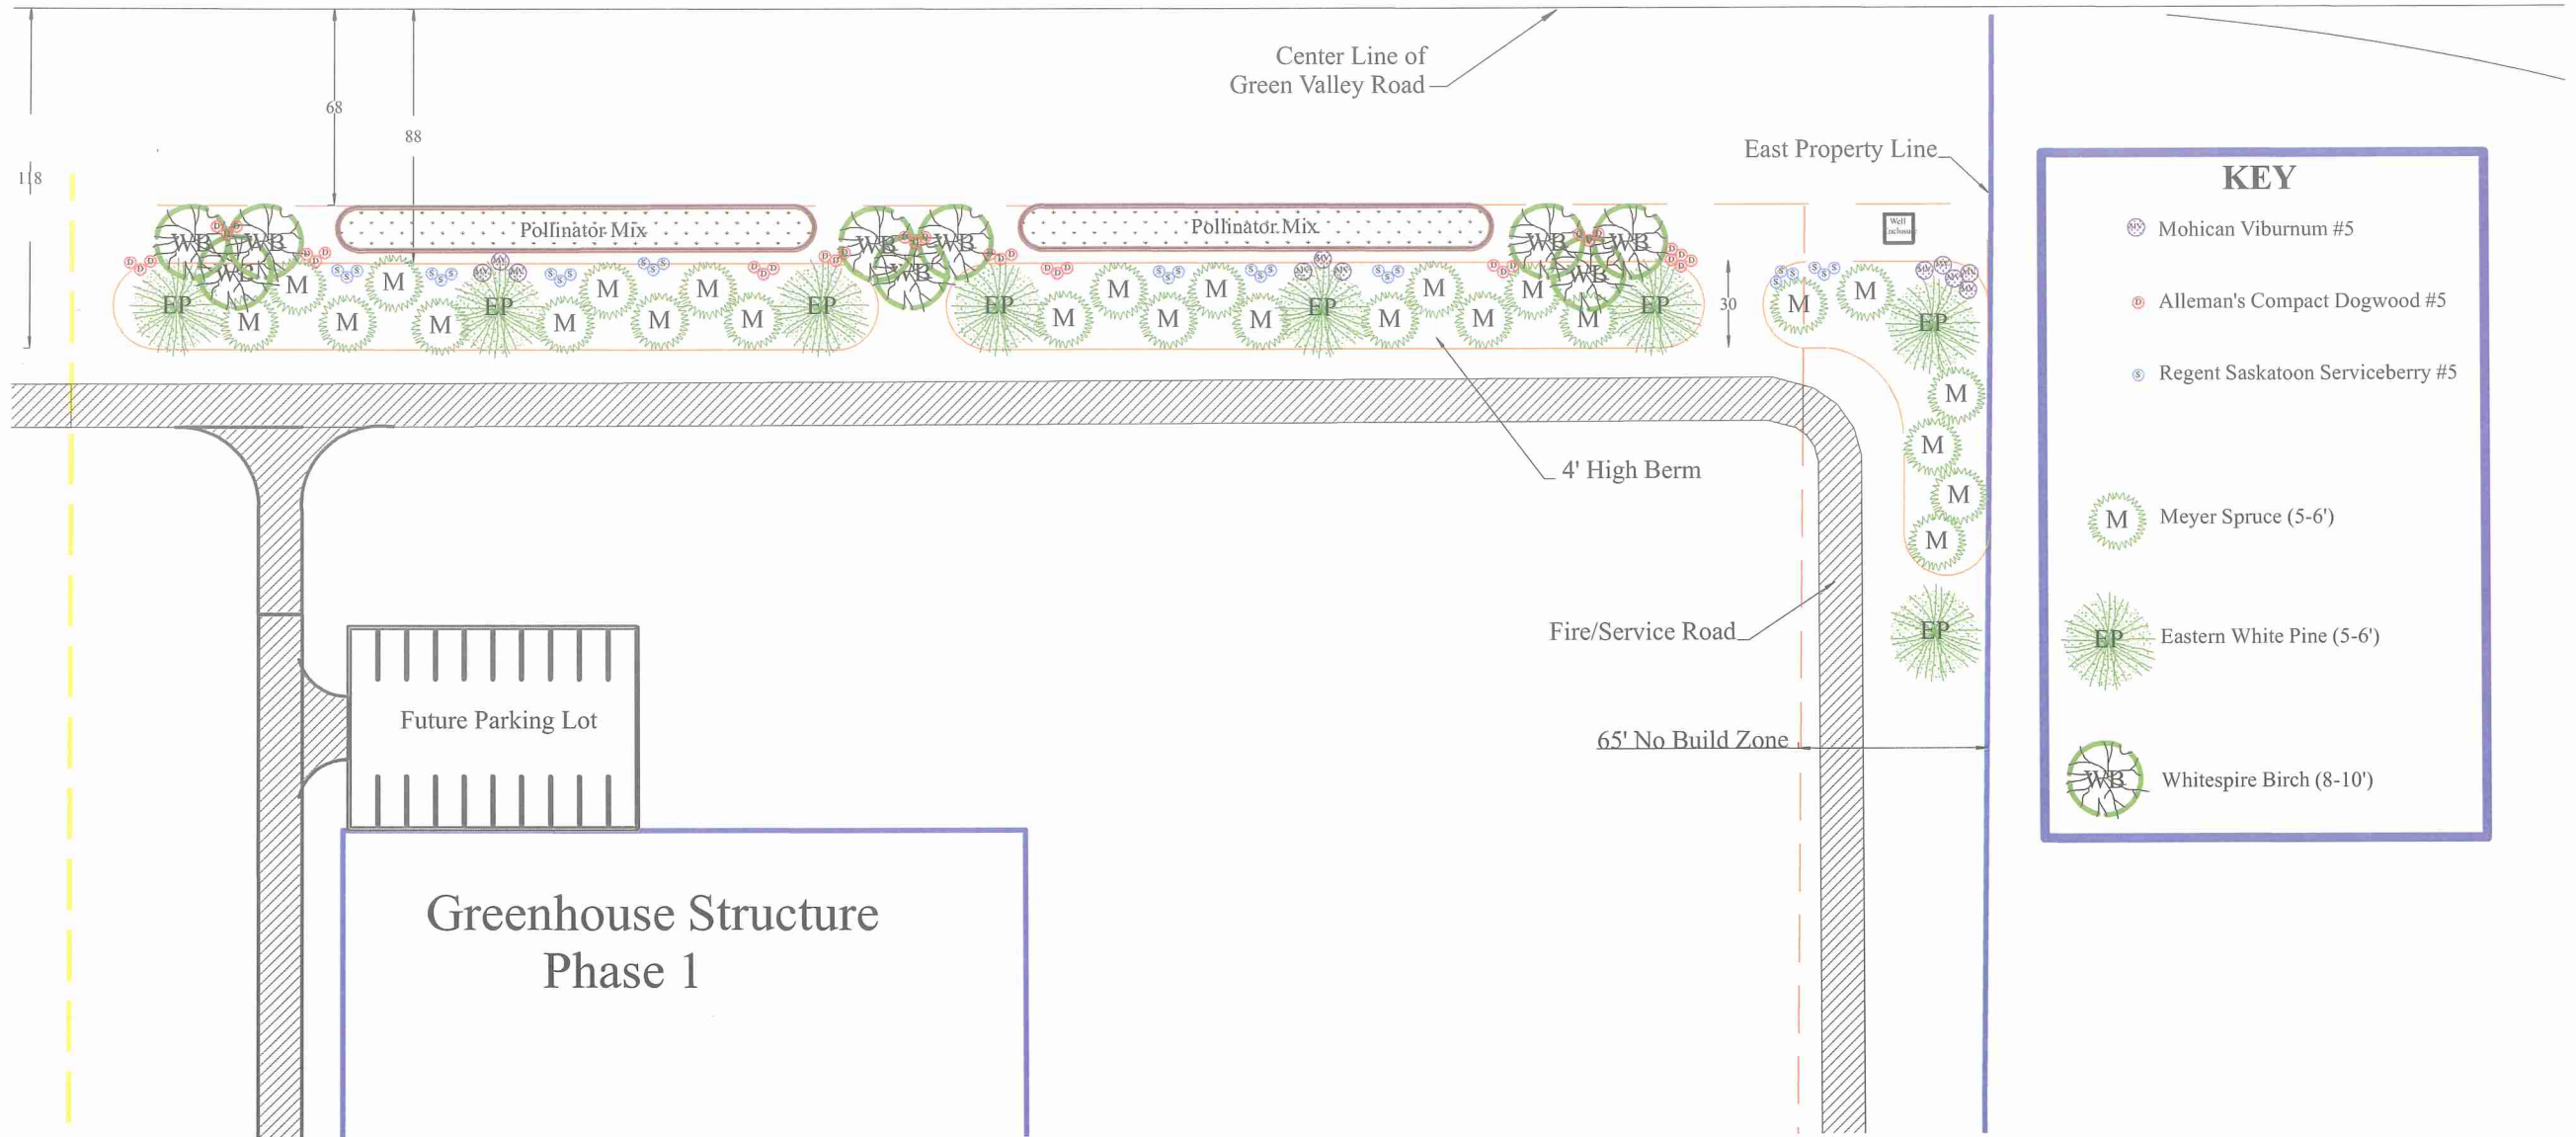 Center Line of
Green Valley Road
68
88
118
East Property Line
KEY
Mohican Viburnum #5
Alleman's Compact Dogwood #5
Regent Saskatoon Serviceberry #5
M Meyer Spruce (5-6')
EP Eastern White Pine (5-6')
WB Whitespire Birch (8-10')
Pollinator Mix
Pollinator Mix
Well
WB WB WB
WB WB WB
WB WB WB
EP M M M M M EP M M M M M EP
EP M M M M M EP M M M M M M EP
30
M M
EP
M
M
M
M
EP
4' High Berm
Fire/Service Road
65' No Build Zone
Future Parking Lot
Greenhouse Structure
Phase 1